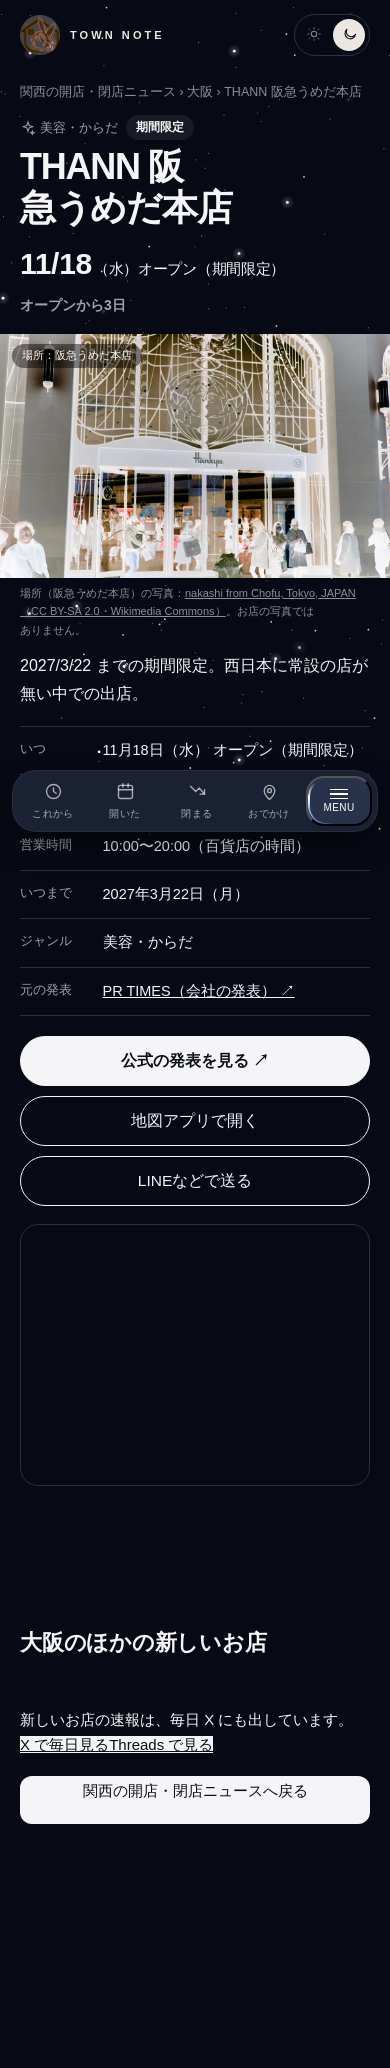 TOWN NOTE
関西の開店・閉店ニュース › 大阪 › THANN 阪急うめだ本店
美容・からだ 期間限定
THANN 阪
急うめだ本店
11/18（水）オープン（期間限定）
オープンから3日
場所：阪急うめだ本店
Hankyu
場所（阪急うめだ本店）の写真：nakashi from Chofu, Tokyo, JAPAN
（CC BY-SA 2.0・Wikimedia Commons）。お店の写真では
ありません。
2027/3/22 までの期間限定。西日本に常設の店が
無い中での出店。
いつ 11月18日（水） オープン（期間限定）
これから 開いた 閉まる おでかけ MENU
営業時間 10:00〜20:00（百貨店の時間）
いつまで 2027年3月22日（月）
ジャンル 美容・からだ
元の発表 PR TIMES（会社の発表） ↗
公式の発表を見る ↗
地図アプリで開く
LINEなどで送る
大阪のほかの新しいお店
新しいお店の速報は、毎日 X にも出しています。
X で毎日見るThreads で見る
関西の開店・閉店ニュースへ戻る